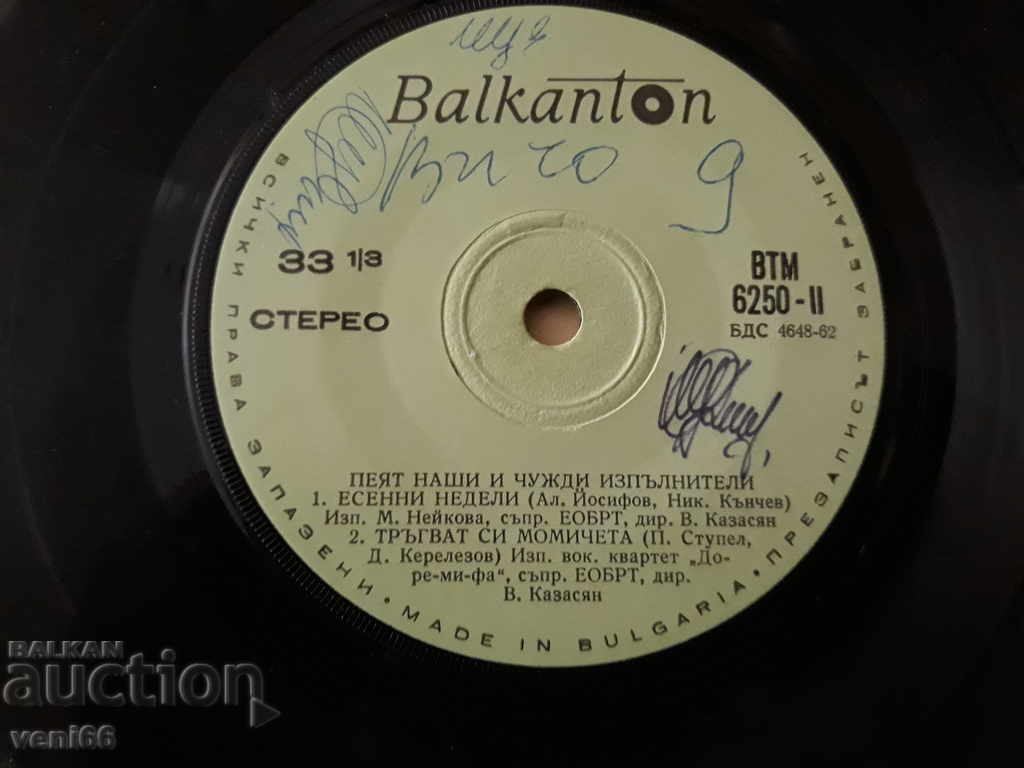 Balkanton
Вичо 9
33 1/3
СТЕРЕО
ВТМ
6250-II
БДС 4648-62
ПЕЯТ НАШИ И ЧУЖДИ ИЗПЪЛНИТЕЛИ
1. ЕСЕННИ НЕДЕЛИ (Ал. Йосифов, Ник. Кънчев)
Изп. М. Нейкова, съпр. ЕОБРТ, дир. В. Казасян
2. ТРЪГВАТ СИ МОМИЧЕТА (П. Ступел,
Д. Керелезов) Изп. вок. квартет „До-
ре-ми-фа“, съпр. ЕОБРТ, дир.
В. Казасян
ВСИЧКИ ПРАВА ЗАПАЗЕНИ • MADE IN BULGARIA • ПРЕЗАПИСЪТ ЗАБРАНЕН
BALKAN
auction
veni66